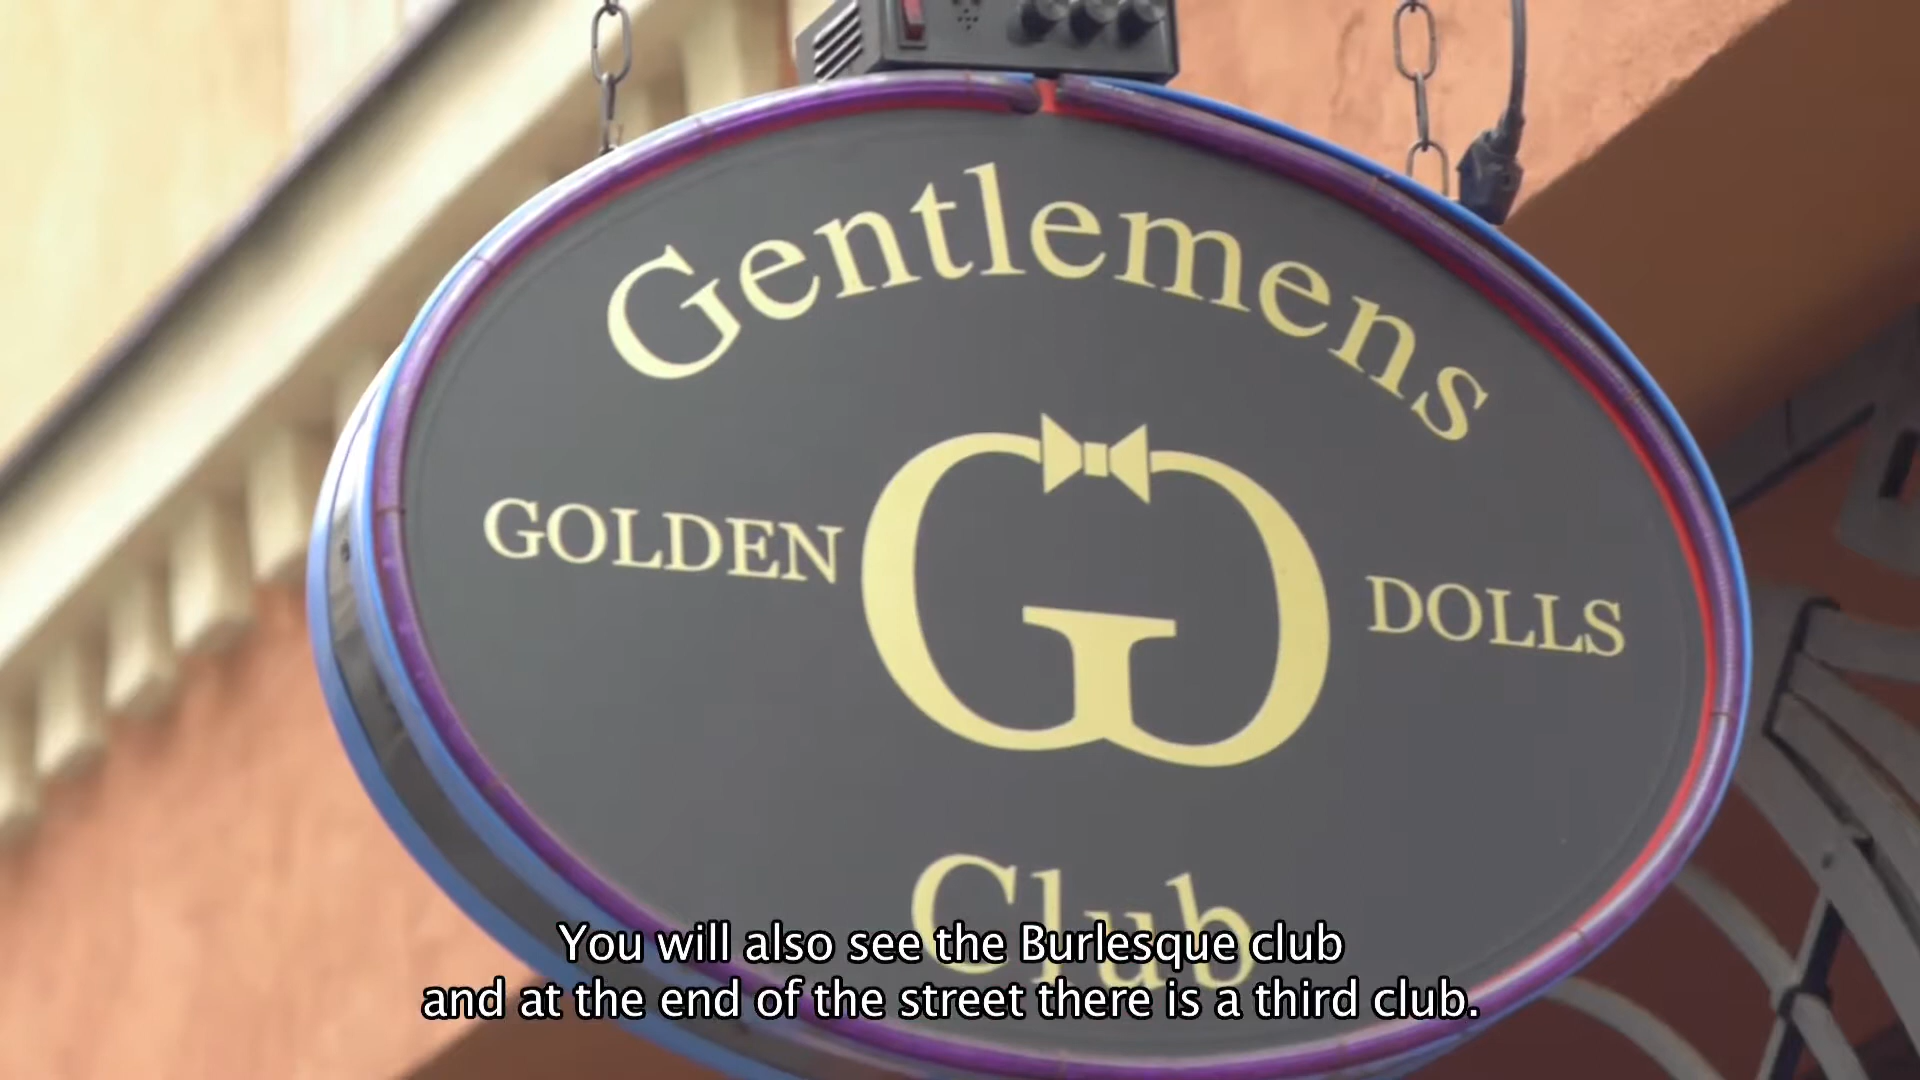 Gentlemens
GOLDEN G DOLLS
Club
You will also see the Burlesque club
and at the end of the street there is a third club.